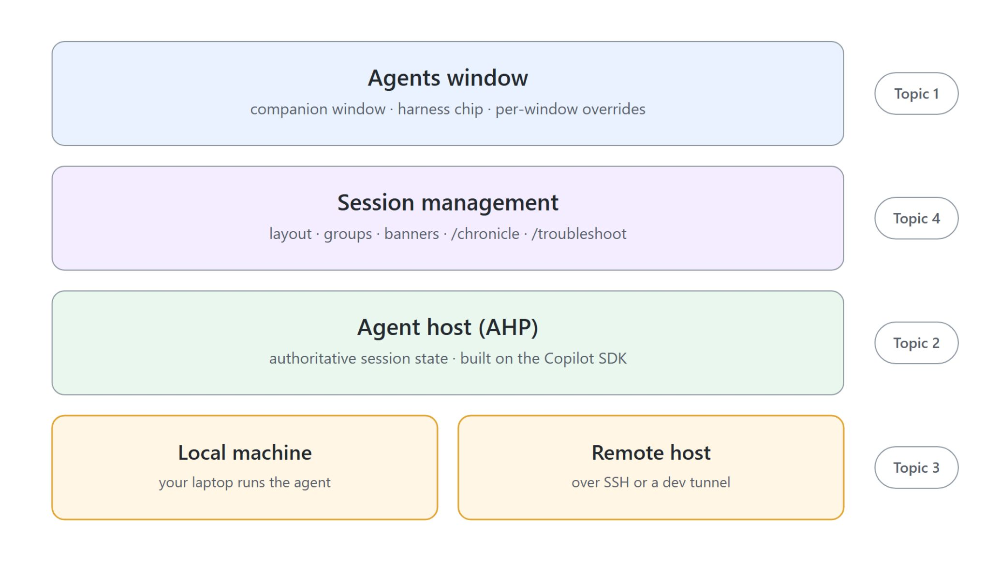 Agents window
companion window · harness chip · per-window overrides
Topic 1
Session management
layout · groups · banners · /chronicle · /troubleshoot
Topic 4
Agent host (AHP)
authoritative session state · built on the Copilot SDK
Topic 2
Local machine
your laptop runs the agent
Remote host
over SSH or a dev tunnel
Topic 3